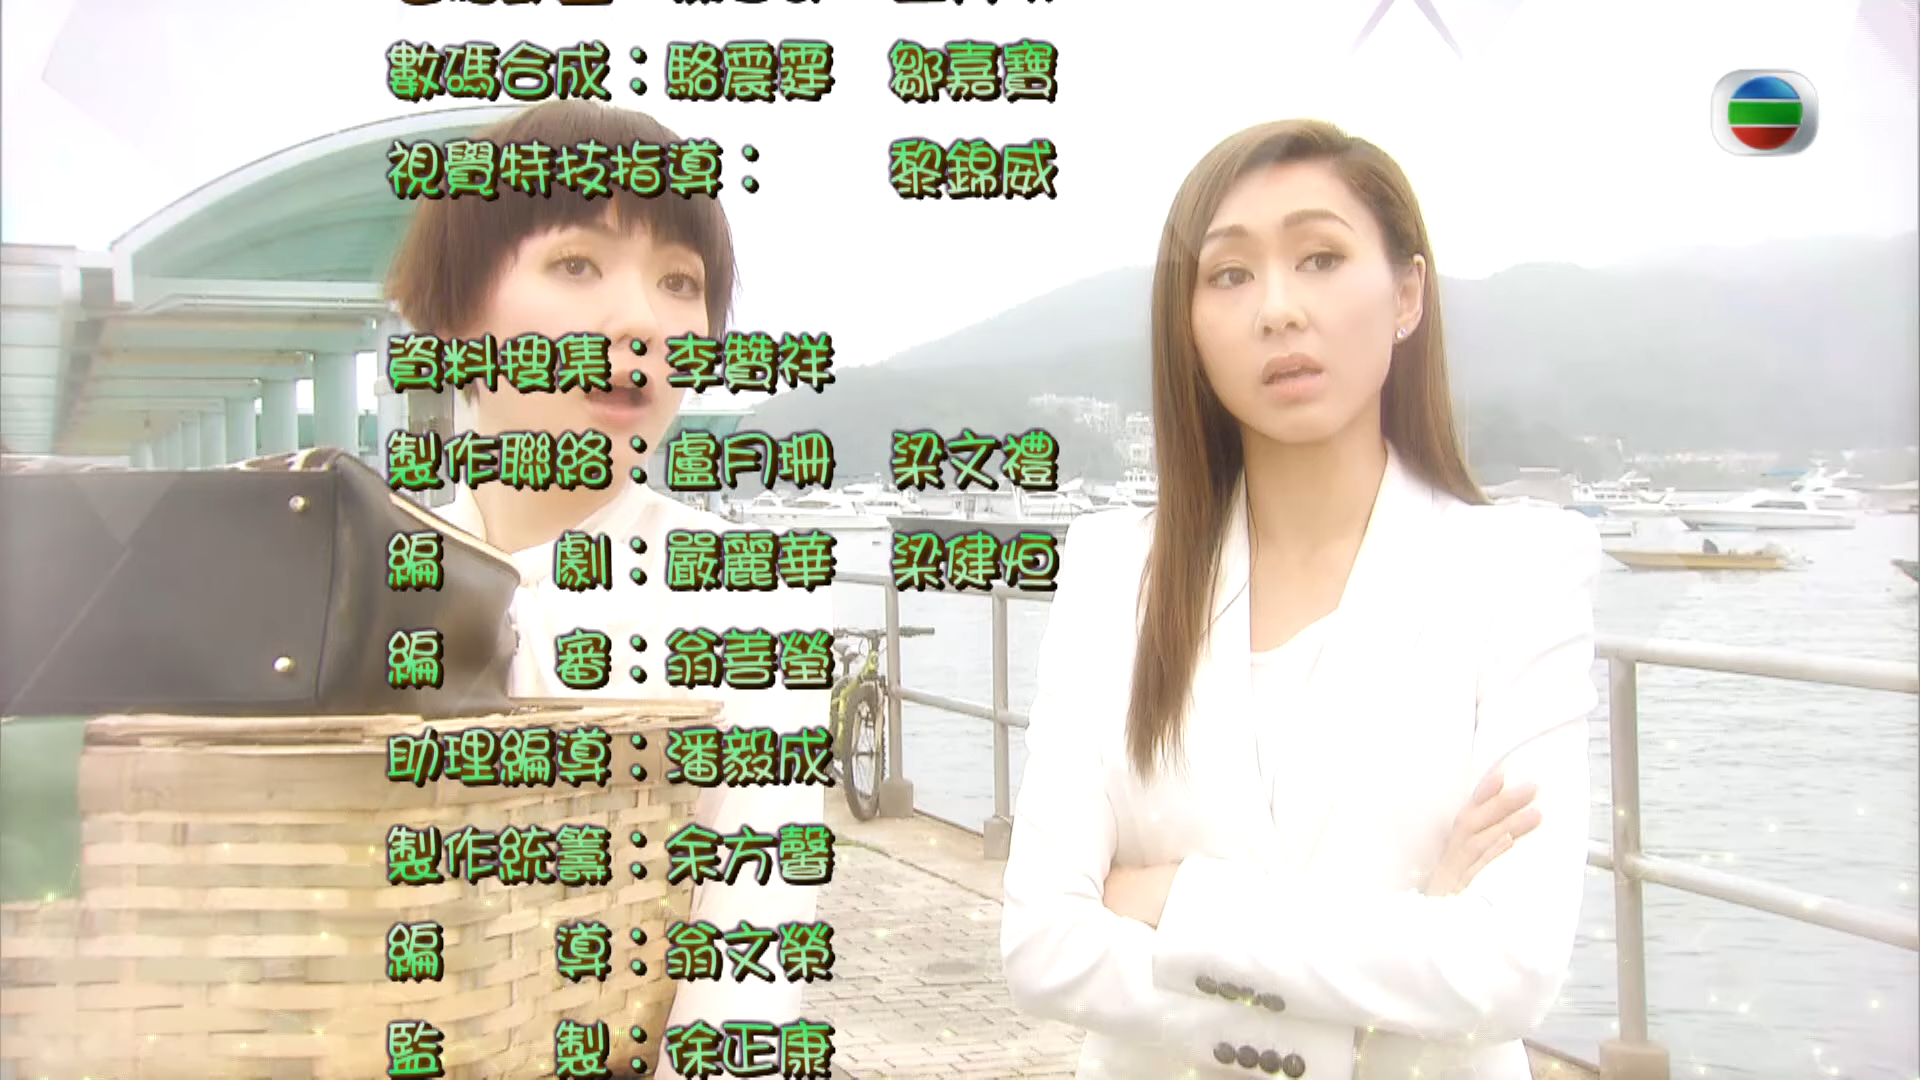 數碼合成：駱震霆　鄒嘉寶
視覺特技指導：　黎錦威
資料搜集：李贊祥
製作聯絡：盧月珊　梁文禮
編　劇：嚴麗華　梁健恒
編　審：翁善瑩
助理編導：潘毅成
製作統籌：余方馨
編　導：翁文榮
監　製：徐正康